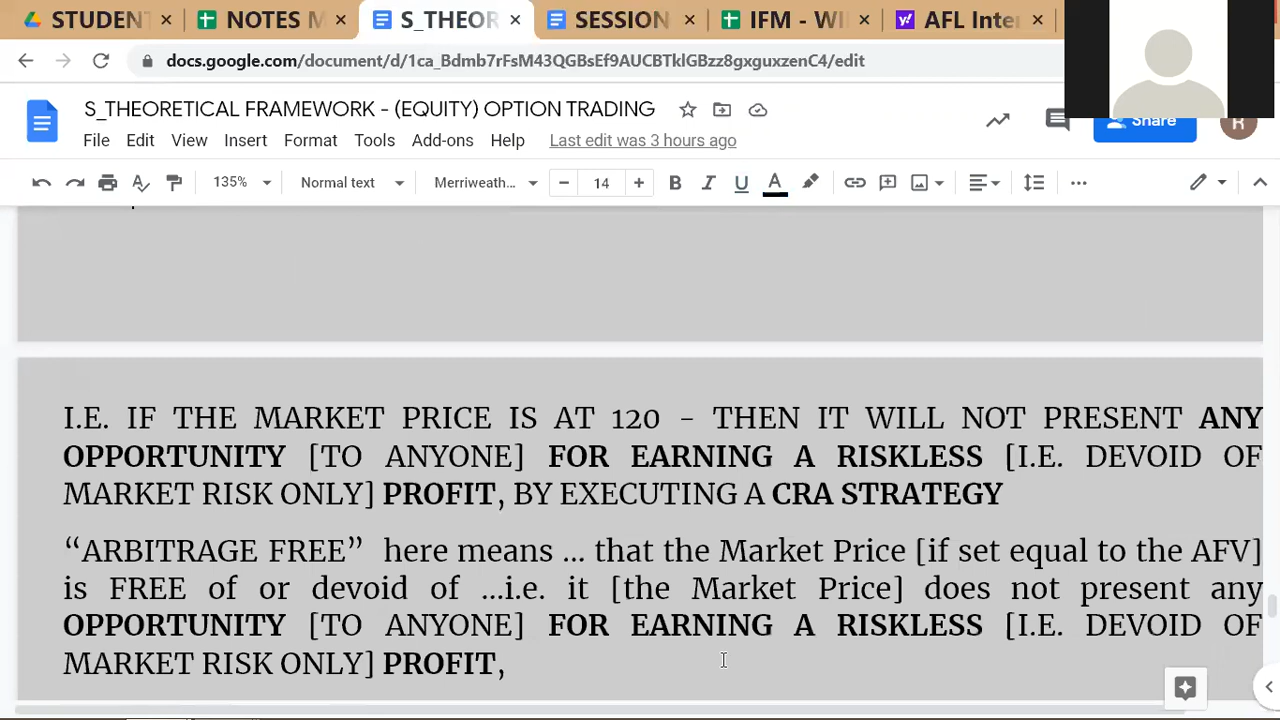 STUDENT
NOTES M
S_THEOR
SESSION
IFM - WI
AFL Inte
docs.google.com/document/d/1ca_Bdmb7rFsM43QGBsEf9AUCBTklGBzz8gxguxzenC4/edit
S_THEORETICAL FRAMEWORK - (EQUITY) OPTION TRADING
File Edit View Insert Format Tools Add-ons Help Last edit was 3 hours ago
Share
R
135% Normal text Merriweath... 14 B I U A
I.E. IF THE MARKET PRICE IS AT 120 - THEN IT WILL NOT PRESENT ANY
OPPORTUNITY [TO ANYONE] FOR EARNING A RISKLESS [I.E. DEVOID OF
MARKET RISK ONLY] PROFIT, BY EXECUTING A CRA STRATEGY
“ARBITRAGE FREE” here means ... that the Market Price [if set equal to the AFV]
is FREE of or devoid of ...i.e. it [the Market Price] does not present any
OPPORTUNITY [TO ANYONE] FOR EARNING A RISKLESS [I.E. DEVOID OF
MARKET RISK ONLY] PROFIT,